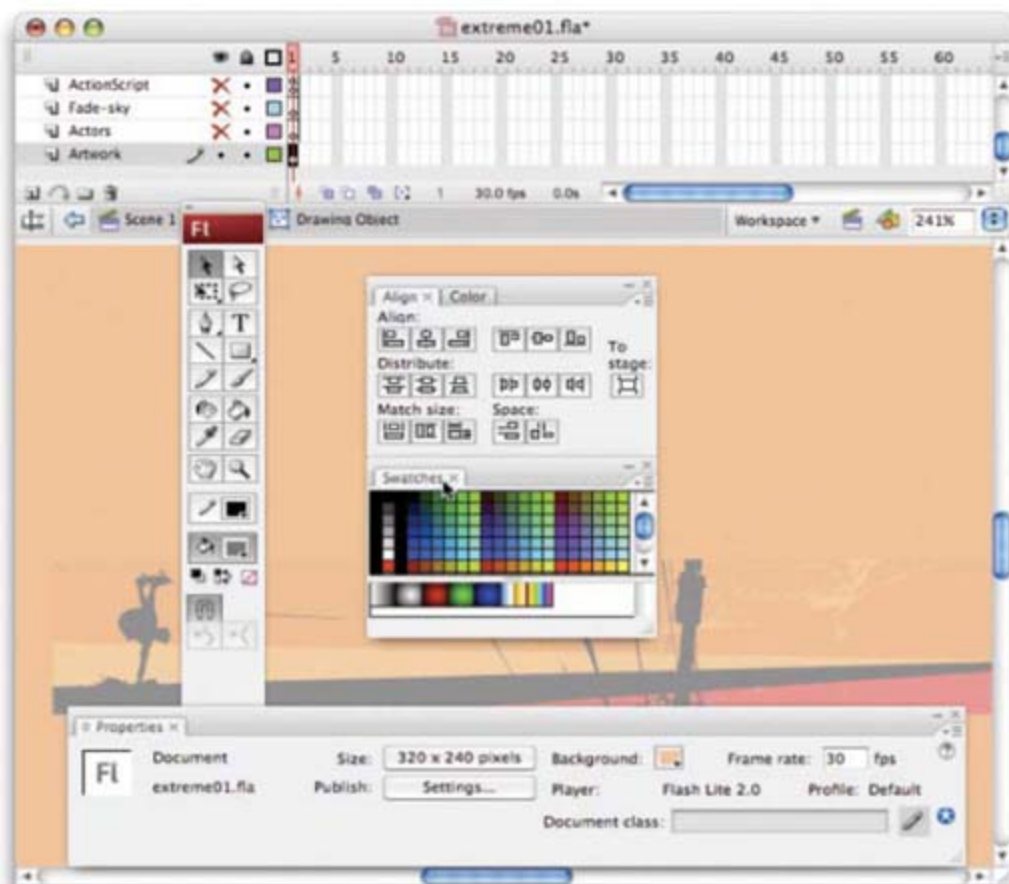 extreme01.fla*
1 5 10 15 20 25 30 35 40 45 50 55 60
ActionScript
Fade-sky
Actors
Artwork
1 30.0 fps 0.0s
Scene 1 Drawing Object Workspace 241%
Fl
T
Align × Color
Align:
To stage:
Distribute:
Match size: Space:
Swatches ×
Properties ×
Fl Document Size: 320 x 240 pixels Background: Frame rate: 30 fps
extreme01.fla Publish: Settings... Player: Flash Lite 2.0 Profile: Default
Document class: